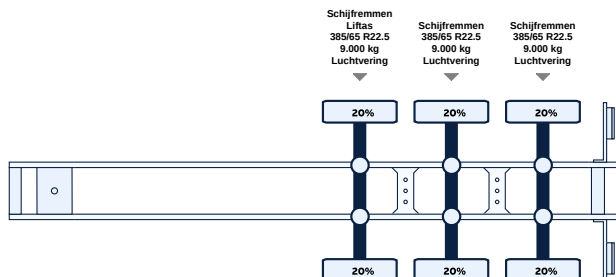 Schijfremmen
Liftas
385/65 R22.5
9.000 kg
Luchtvering
Schijfremmen
385/65 R22.5
9.000 kg
Luchtvering
Schijfremmen
385/65 R22.5
9.000 kg
Luchtvering
20%
20%
20%
20%
20%
20%